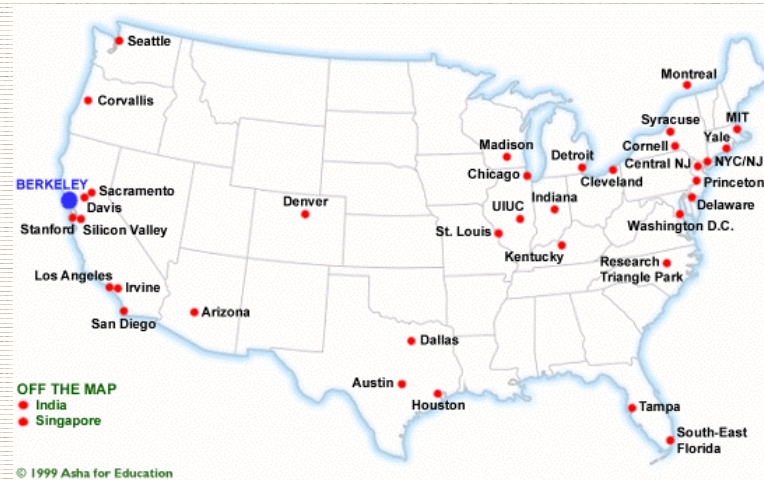 Seattle
Corvallis
BERKELEY
Sacramento
Davis
Stanford
Silicon Valley
Los Angeles
Irvine
San Diego
Arizona
Denver
Dallas
Austin
Houston
Madison
Chicago
UIUC
St. Louis
Indiana
Kentucky
Detroit
Cleveland
Montreal
Syracuse
MIT
Yale
Cornell
Central NJ
NYC/NJ
Princeton
Delaware
Washington D.C.
Research
Triangle Park
Tampa
South-East
Florida
OFF THE MAP
India
Singapore
© 1999 Asha for Education